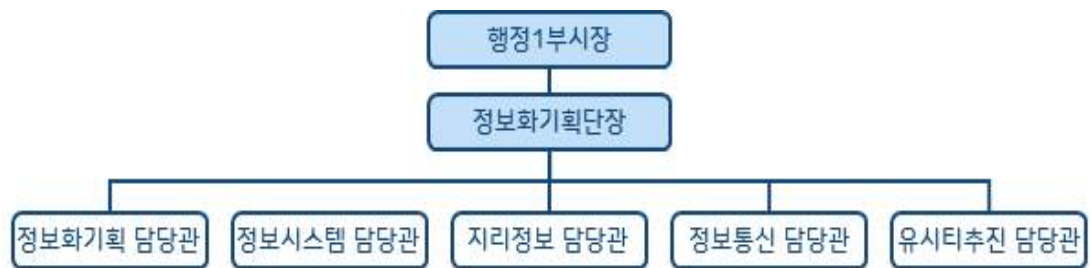 행정1부시장
정보화기획단장
정보화기획 담당관
정보시스템 담당관
지리정보 담당관
정보통신 담당관
유시티추진 담당관